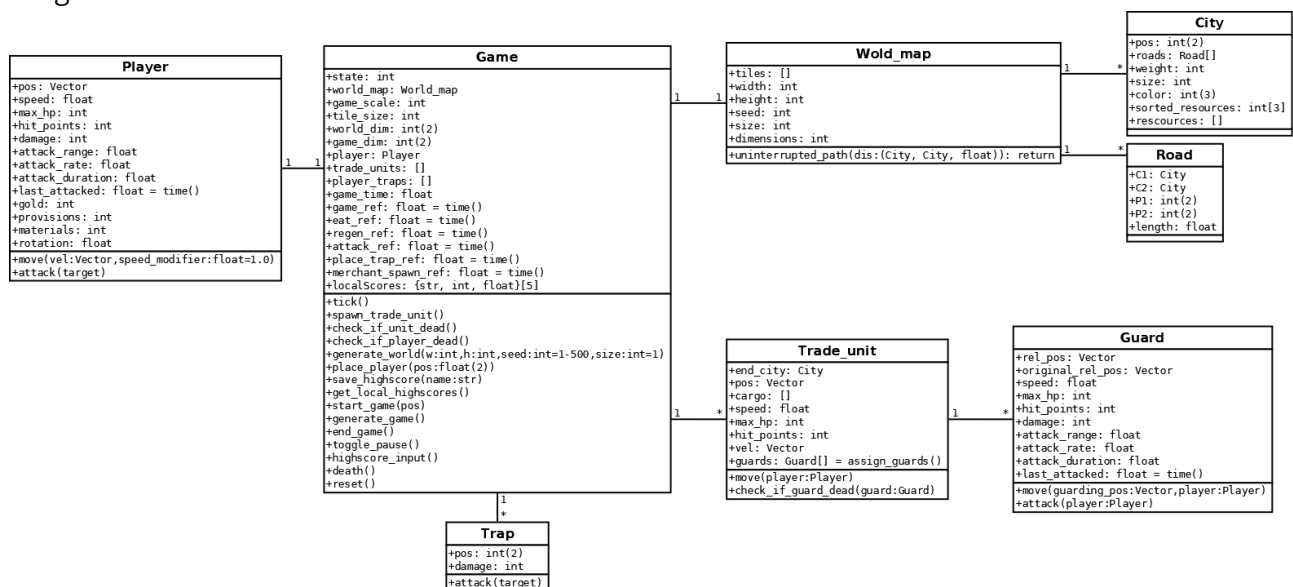 Player
+pos: Vector
+speed: float
+max_hp: int
+hit_points: int
+damage: int
+attack_range: float
+attack_rate: float
+attack_duration: float
+last_attacked: float = time()
+gold: int
+provisions: int
+materials: int
+rotation: float
+move(vel:Vector,speed_modifier:float=1.0)
+attack(target)
1 1
Game
+state: int
+world_map: World_map
+game_scale: int
+tile_size: int
+world_dim: int(2)
+game_dim: int(2)
+player: Player
+trade_units: []
+player_traps: []
+game_time: float
+game_ref: float = time()
+eat_ref: float = time()
+regen_ref: float = time()
+attack_ref: float = time()
+place_trap_ref: float = time()
+merchant_spawn_ref: float = time()
+localScores: {str, int, float}[5]
+tick()
+spawn_trade_unit()
+check_if_unit_dead()
+check_if_player_dead()
+generate_world(w:int,h:int,seed:int=1-500,size:int=1)
+place_player(pos:float(2))
+save_highscore(name:str)
+get_local_highscores()
+start_game(pos)
+generate_game()
+end_game()
+toggle_pause()
+highscore_input()
+death()
+reset()
1
*
Trap
+pos: int(2)
+damage: int
+attack(target)
1 1
Wold_map
+tiles: []
+width: int
+height: int
+seed: int
+size: int
+dimensions: int
+uninterrupted_path(dis:(City, City, float)): return
1 *
City
+pos: int(2)
+roads: Road[]
+weight: int
+size: int
+color: int(3)
+sorted_resources: int[3]
+rescources: []
1 *
Road
+C1: City
+C2: City
+P1: int(2)
+P2: int(2)
+length: float
1 *
Trade_unit
+end_city: City
+pos: Vector
+cargo: []
+speed: float
+max_hp: int
+hit_points: int
+vel: Vector
+guards: Guard[] = assign_guards()
+move(player:Player)
+check_if_guard_dead(guard:Guard)
1 *
Guard
+rel_pos: Vector
+original_rel_pos: Vector
+speed: float
+max_hp: int
+hit_points: int
+damage: int
+attack_range: float
+attack_rate: float
+attack_duration: float
+last_attacked: float = time()
+move(guarding_pos:Vector,player:Player)
+attack(player:Player)